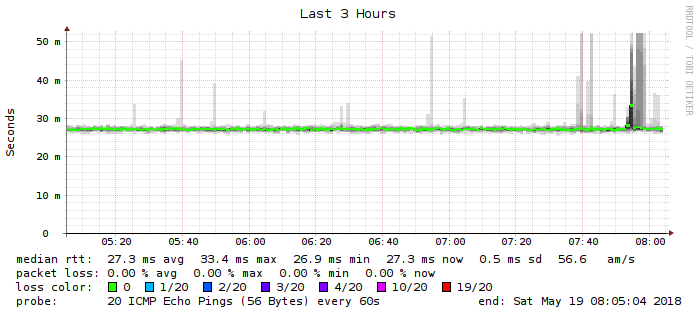 Last 3 Hours
RRDTOOL / TOBI OETIKER
Seconds
50 m
40 m
30 m
20 m
10 m
0
05:20 05:40 06:00 06:20 06:40 07:00 07:20 07:40 08:00
median rtt: 27.3 ms avg 33.4 ms max 26.9 ms min 27.3 ms now 0.5 ms sd 56.6 am/s
packet loss: 0.00 % avg 0.00 % max 0.00 % min 0.00 % now
loss color: 0 1/20 2/20 3/20 4/20 10/20 19/20
probe: 20 ICMP Echo Pings (56 Bytes) every 60s end: Sat May 19 08:05:04 2018